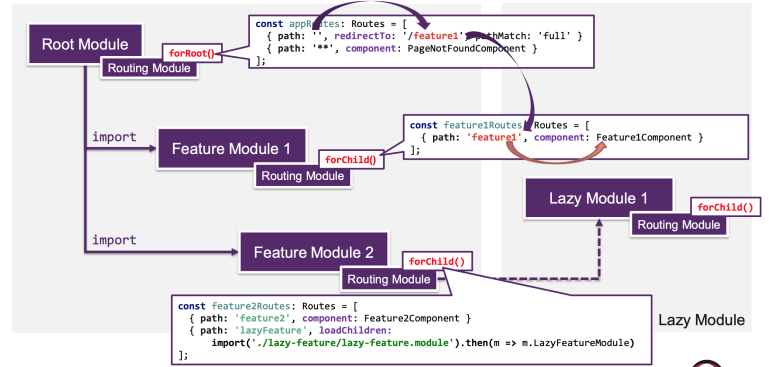 const appRoutes: Routes = [
{ path: '', redirectTo: '/feature1', pathMatch: 'full' }
{ path: '**', component: PageNotFoundComponent }
];
Root Module
forRoot()
Routing Module
import
const feature1Routes: Routes = [
{ path: 'feature1', component: Feature1Component }
];
Feature Module 1
forChild()
Routing Module
Lazy Module 1
forChild()
Routing Module
import
Feature Module 2
forChild()
Routing Module
const feature2Routes: Routes = [
{ path: 'feature2', component: Feature2Component }
{ path: 'lazyFeature', loadChildren:
import('./lazy-feature/lazy-feature.module').then(m => m.LazyFeatureModule)
];
Lazy Module